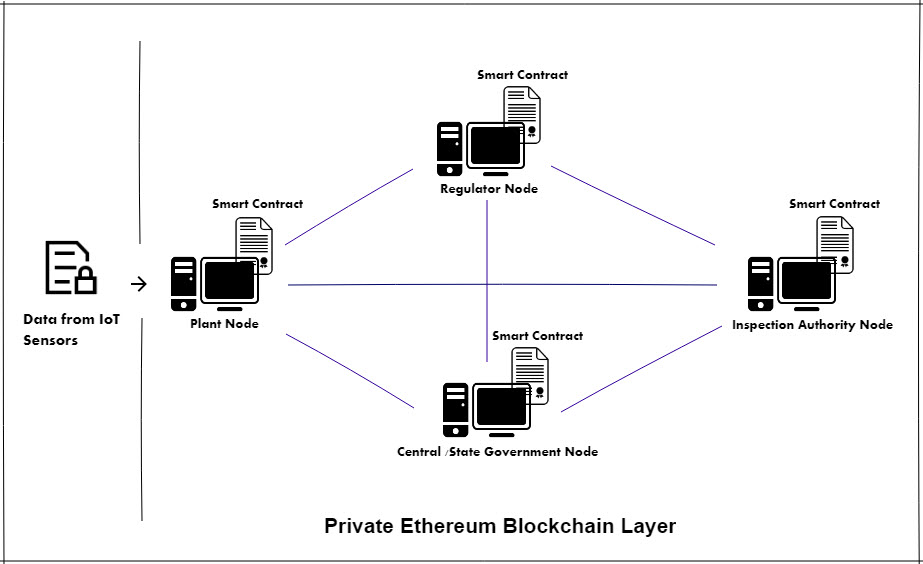 Smart Contract
Regulator Node
Smart Contract
Plant Node
Smart Contract
Inspection Authority Node
Data from IoT
Sensors
Smart Contract
Central /State Government Node
Private Ethereum Blockchain Layer